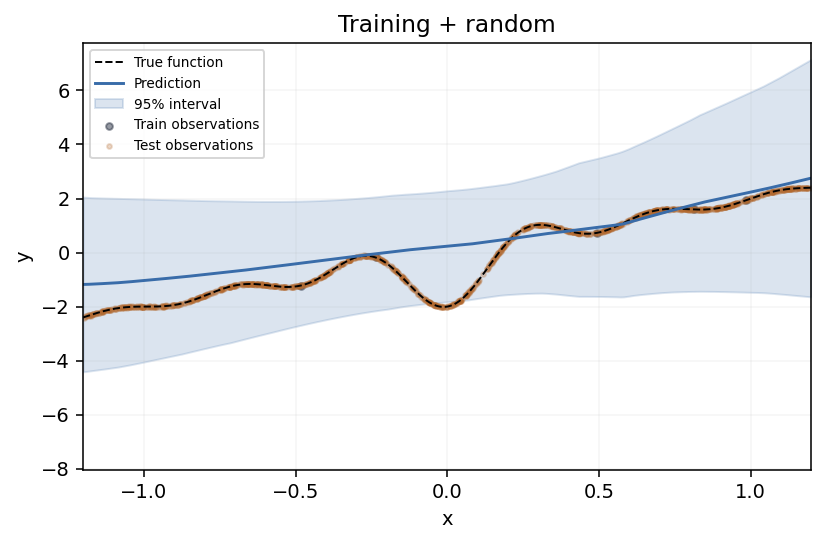 Training + random
True function
Prediction
95% interval
Train observations
Test observations
6
4
2
0
−2
−4
−6
−8
y
−1.0 −0.5 0.0 0.5 1.0
x